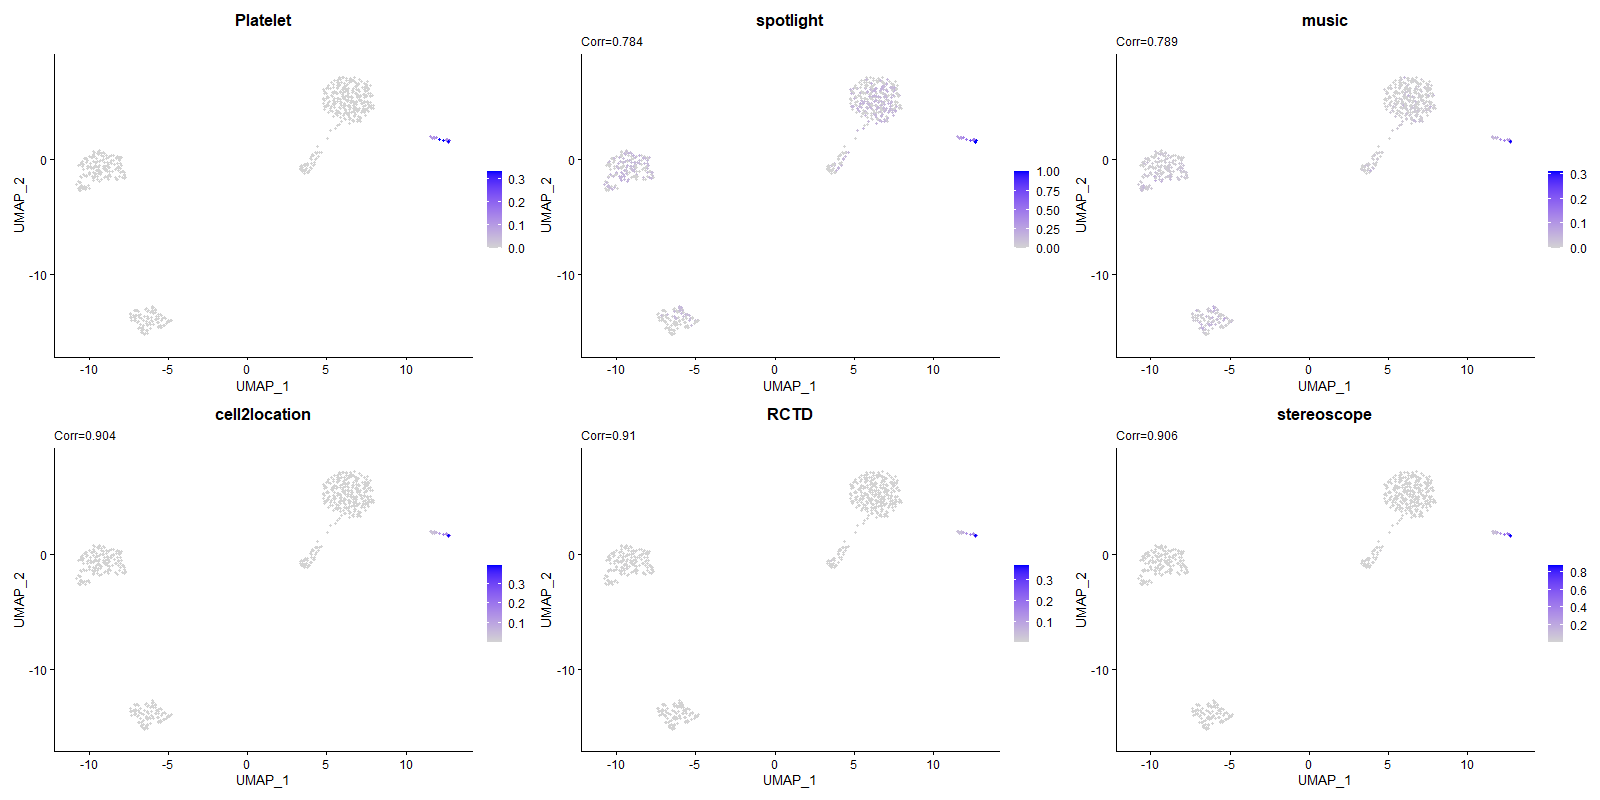 Platelet
UMAP_2
0
-10
-10
-5
0
5
10
UMAP_1
0.3
0.2
0.1
0.0
spotlight
Corr=0.784
UMAP_2
0
-10
-10
-5
0
5
10
UMAP_1
1.00
0.75
0.50
0.25
0.00
music
Corr=0.789
UMAP_2
0
-10
-10
-5
0
5
10
UMAP_1
0.3
0.2
0.1
0.0
cell2location
Corr=0.904
UMAP_2
0
-10
-10
-5
0
5
10
UMAP_1
0.3
0.2
0.1
RCTD
Corr=0.91
UMAP_2
0
-10
-10
-5
0
5
10
UMAP_1
0.3
0.2
0.1
stereoscope
Corr=0.906
UMAP_2
0
-10
-10
-5
0
5
10
UMAP_1
0.8
0.6
0.4
0.2